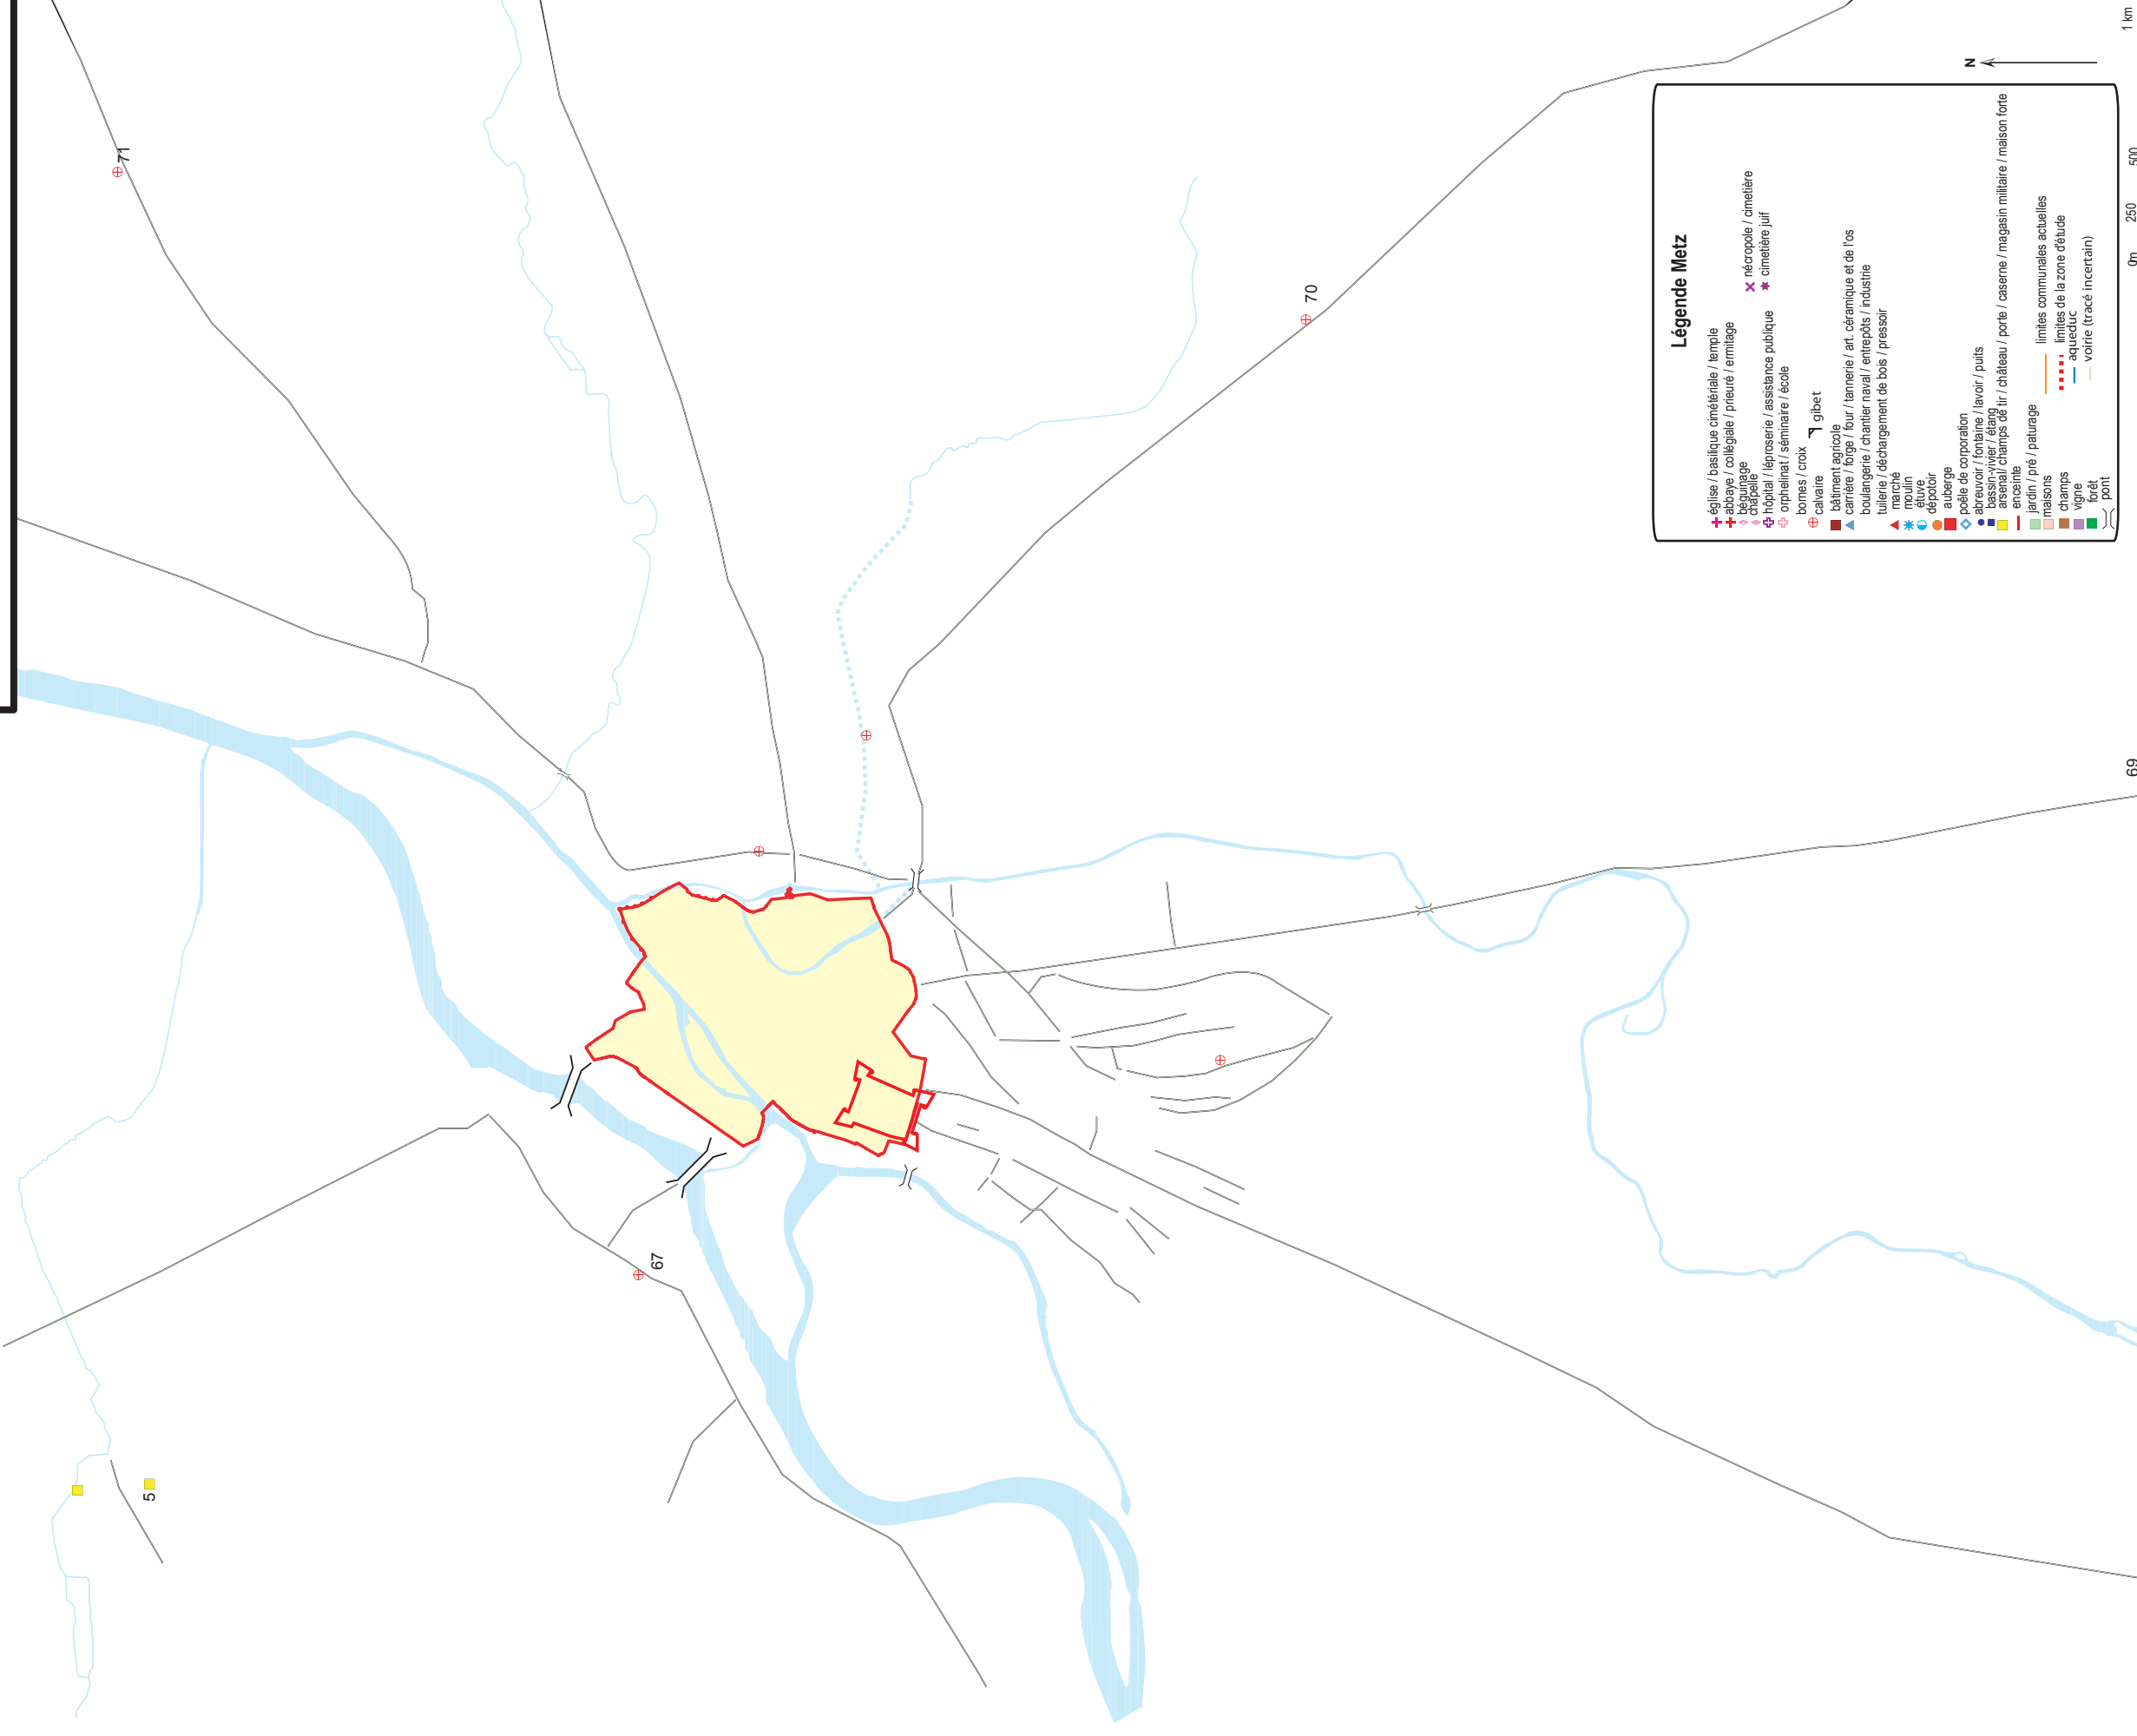 71
70
67
5
69
Légende Metz
église / basilique cimétériale / temple
abbaye / collégiale / prieuré / ermitage
béguinage
chapelle
hôpital / léproserie / assistance publique
orphelinat / séminaire / école
nécropole / cimetière
cimetière juif
bornes / croix
calvaire
gibet
bâtiment agricole
carrière / forge / four / tannerie / art. céramique et de l'os
boulangerie / chantier naval / entrepôts / industrie
tuilerie / déchargement de bois / pressoir
marché
moulin
étuve
dépotoir
auberge
poêle de corporation
abreuvoir / fontaine / lavoir / puits
bassin-vivier / étang
arsenal/ champs de tir / château / porte / caserne / magasin militaire / maison forte
enceinte
jardin / pré / paturage
maisons
champs
vigne
forêt
pont
limites communales actuelles
limites de la zone d'étude
aqueduc
voirie (tracé incertain)
N
0m 250 500 1 km